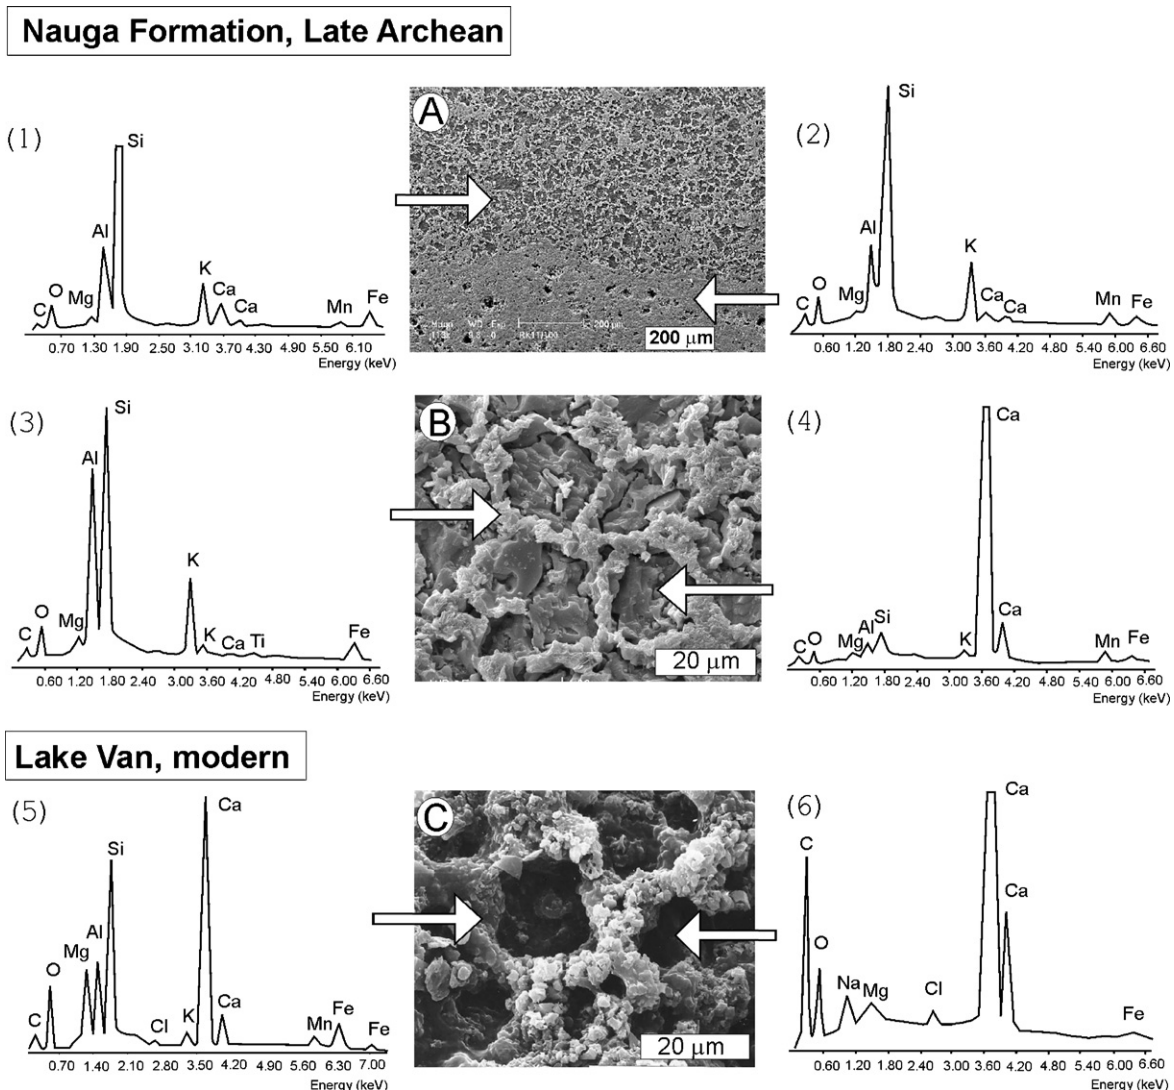 Nauga Formation, Late Archean
(1)
Si
Al
C O Mg K Ca Ca Mn Fe
0.70 1.30 1.90 2.50 3.10 3.70 4.30 4.90 5.50 6.10
Energy (keV)
A
200 µm
200 µm
(2)
Si
Al
C O Mg K Ca Ca Mn Fe
0.60 1.20 1.80 2.40 3.00 3.60 4.20 4.80 5.40 6.00 6.60
Energy (keV)
(3)
Si
Al
C O Mg K K Ca Ti Fe
0.60 1.20 1.80 2.40 3.00 3.60 4.20 4.80 5.40 6.00 6.60
Energy (keV)
B
20 µm
(4)
Ca
Ca
C O Mg Al Si K Mn Fe
0.60 1.20 1.80 2.40 3.00 3.60 4.20 4.80 5.40 6.00 6.60
Energy (keV)
Lake Van, modern
(5)
Ca
Si
C O Mg Al Cl K Ca Mn Fe Fe
0.70 1.40 2.10 2.80 3.50 4.20 4.90 5.60 6.30 7.00
Energy (keV)
C
20 µm
(6)
Ca
Ca
C O Na Mg Cl Fe
0.60 1.20 1.80 2.40 3.00 3.60 4.20 4.80 5.40 6.00 6.60
Energy (keV)